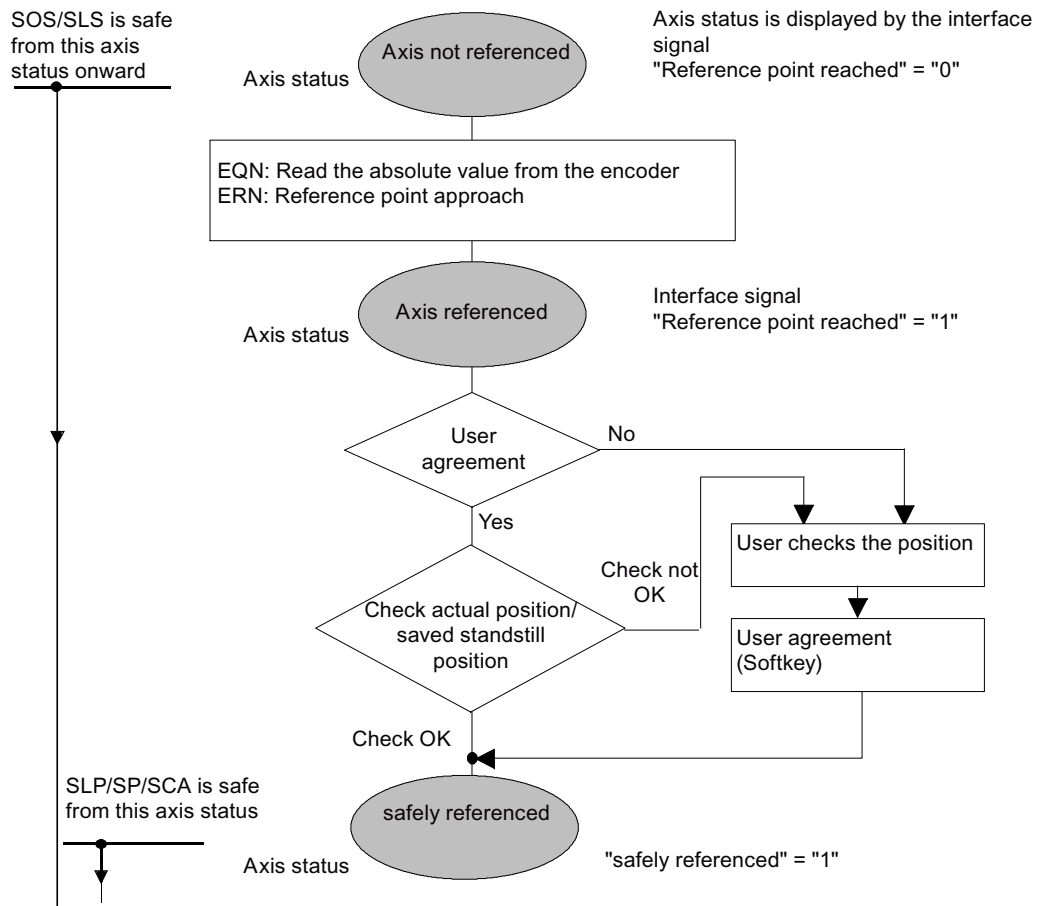 SOS/SLS is safe
from this axis
status onward
Axis status is displayed by the interface
signal
"Reference point reached" = "0"
Axis not referenced
Axis status
EQN: Read the absolute value from the encoder
ERN: Reference point approach
Axis referenced
Axis status
Interface signal
"Reference point reached" = "1"
User
agreement
No
Yes
User checks the position
Check not
OK
Check actual position/
saved standstill
position
User agreement
(Softkey)
Check OK
SLP/SP/SCA is safe
from this axis status
safely referenced
Axis status
"safely referenced" = "1"